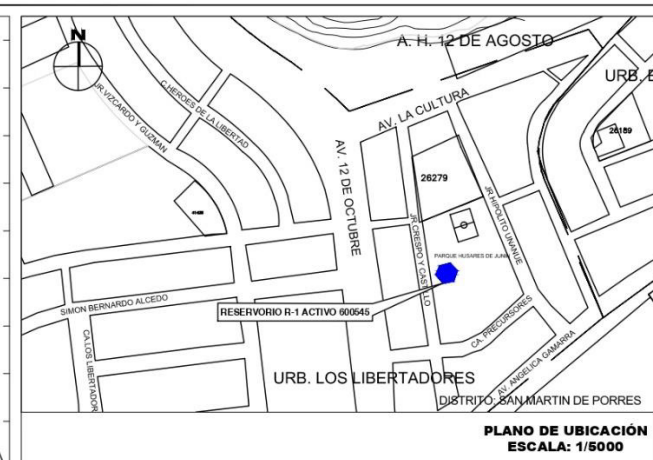 N
A. H. 12 DE AGOSTO
URB.
JR.VIZCARDO Y GUZMAN
C.HEROES DE LA LIBERTAD
AV. LA CULTURA
26189
AV. 12 DE OCTUBRE
26279
JR.CRESPO Y CASTILLO
JR.HIPOLITO UNANUE
PARQUE HUSARES DE JUNIN
SIMON BERNARDO ALCEDO
RESERVORIO R-1 ACTIVO 600545
CA.LOS LIBERTADOR
CA. PRECURSORES
URB. LOS LIBERTADORES
AV. ANGELICA GAMARRA
DISTRITO: SAN MARTIN DE PORRES
PLANO DE UBICACIÓN
ESCALA: 1/5000